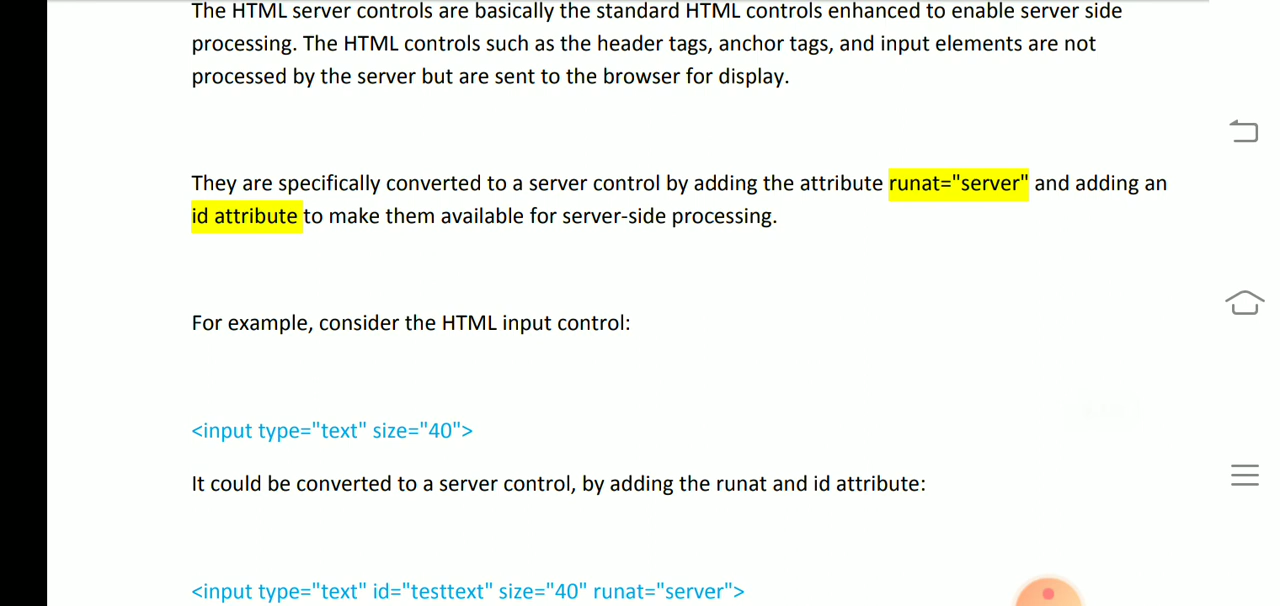 The HTML server controls are basically the standard HTML controls enhanced to enable server side
processing. The HTML controls such as the header tags, anchor tags, and input elements are not
processed by the server but are sent to the browser for display.
They are specifically converted to a server control by adding the attribute runat="server" and adding an
id attribute to make them available for server-side processing.
For example, consider the HTML input control:
<input type="text" size="40">
It could be converted to a server control, by adding the runat and id attribute:
<input type="text" id="testtext" size="40" runat="server">